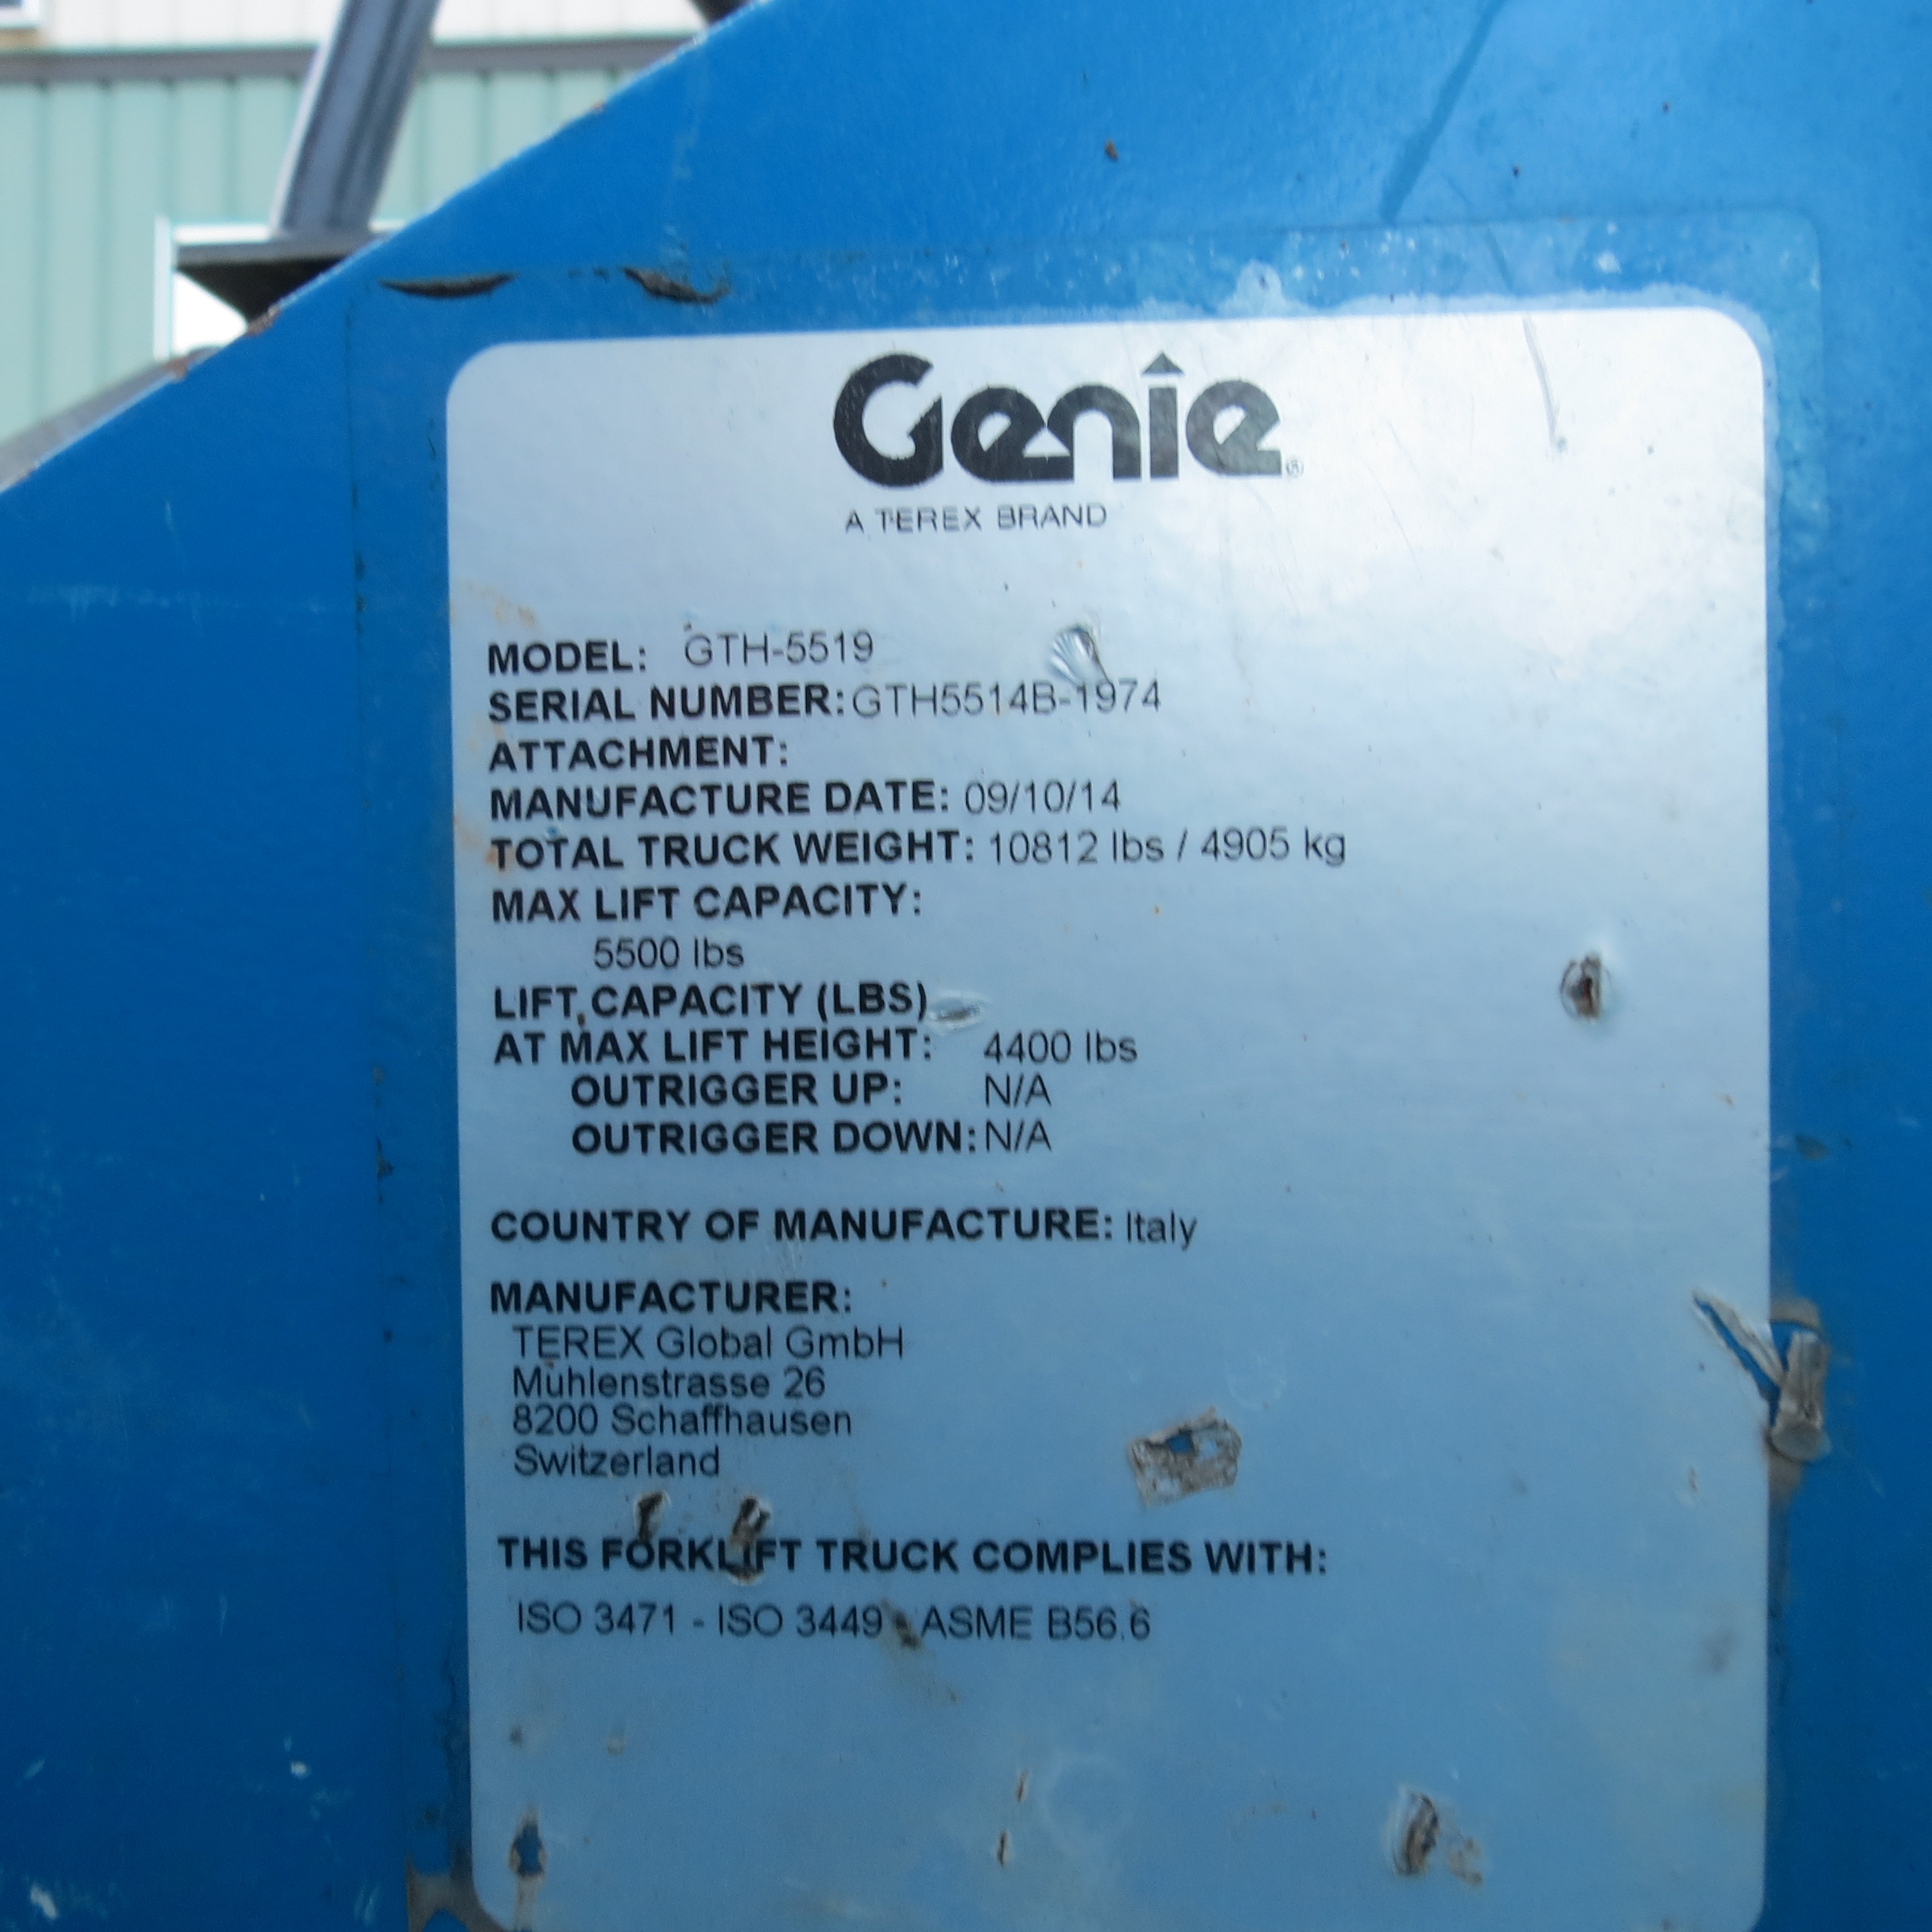 Genie®
A TEREX BRAND
MODEL: GTH-5519
SERIAL NUMBER: GTH5514B-1974
ATTACHMENT:
MANUFACTURE DATE: 09/10/14
TOTAL TRUCK WEIGHT: 10812 lbs / 4905 kg
MAX LIFT CAPACITY:
5500 lbs
LIFT CAPACITY (LBS)
AT MAX LIFT HEIGHT: 4400 lbs
OUTRIGGER UP: N/A
OUTRIGGER DOWN: N/A
COUNTRY OF MANUFACTURE: Italy
MANUFACTURER:
TEREX Global GmbH
Mühlenstrasse 26
8200 Schaffhausen
Switzerland
THIS FORKLIFT TRUCK COMPLIES WITH:
ISO 3471 - ISO 3449 - ASME B56.6